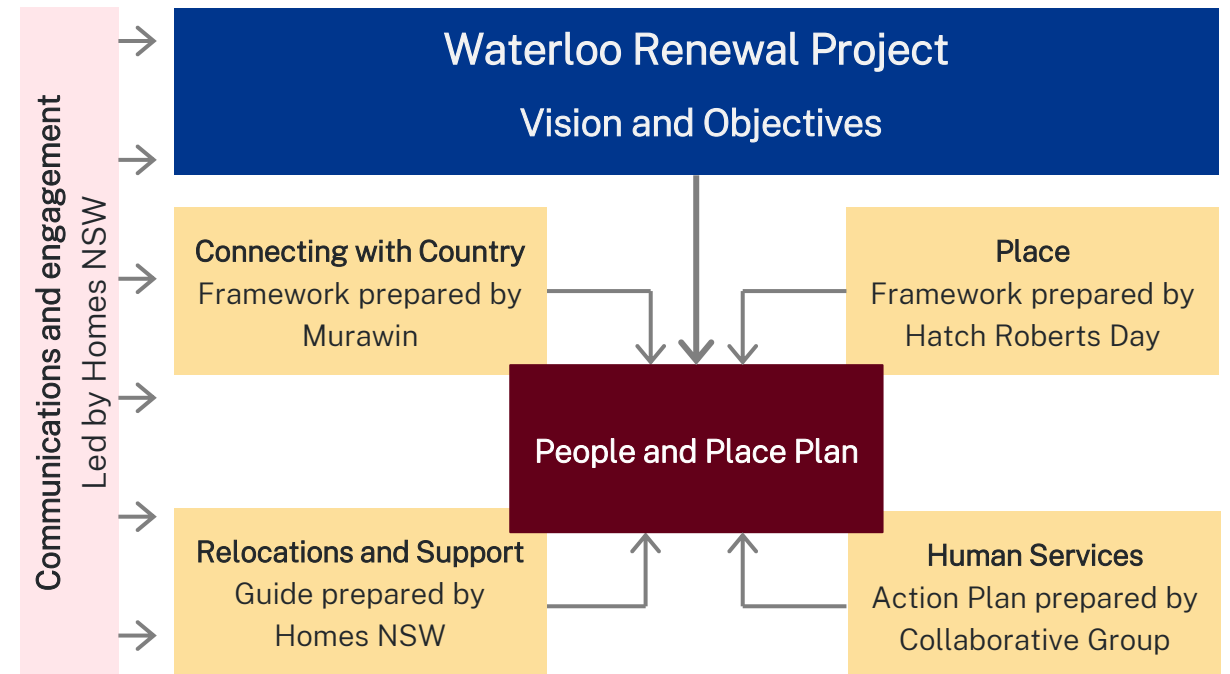 Communications and engagement
Led by Homes NSW
Waterloo Renewal Project
Vision and Objectives
Connecting with Country
Framework prepared by
Murawin
Place
Framework prepared by
Hatch Roberts Day
People and Place Plan
Relocations and Support
Guide prepared by
Homes NSW
Human Services
Action Plan prepared by
Collaborative Group